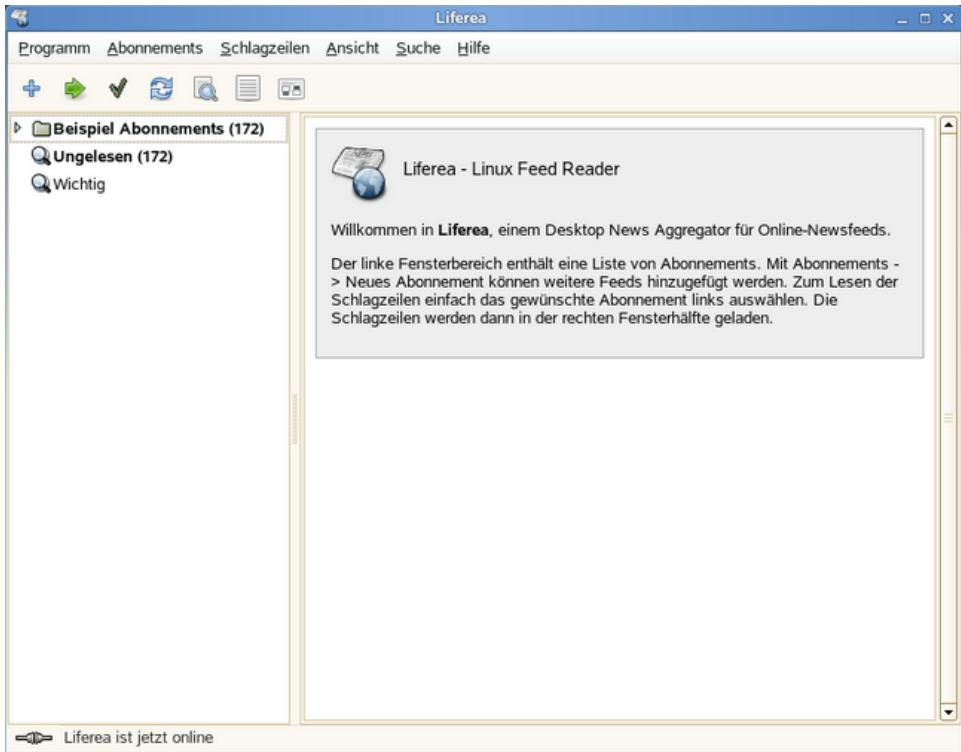 Liferea
Programm Abonnements Schlagzeilen Ansicht Suche Hilfe
Beispiel Abonnements (172)
Ungelesen (172)
Wichtig
Liferea - Linux Feed Reader
Willkommen in Liferea, einem Desktop News Aggregator für Online-Newsfeeds.
Der linke Fensterbereich enthält eine Liste von Abonnements. Mit Abonnements -
> Neues Abonnement können weitere Feeds hinzugefügt werden. Zum Lesen der
Schlagzeilen einfach das gewünschte Abonnement links auswählen. Die
Schlagzeilen werden dann in der rechten Fensterhälfte geladen.
Liferea ist jetzt online